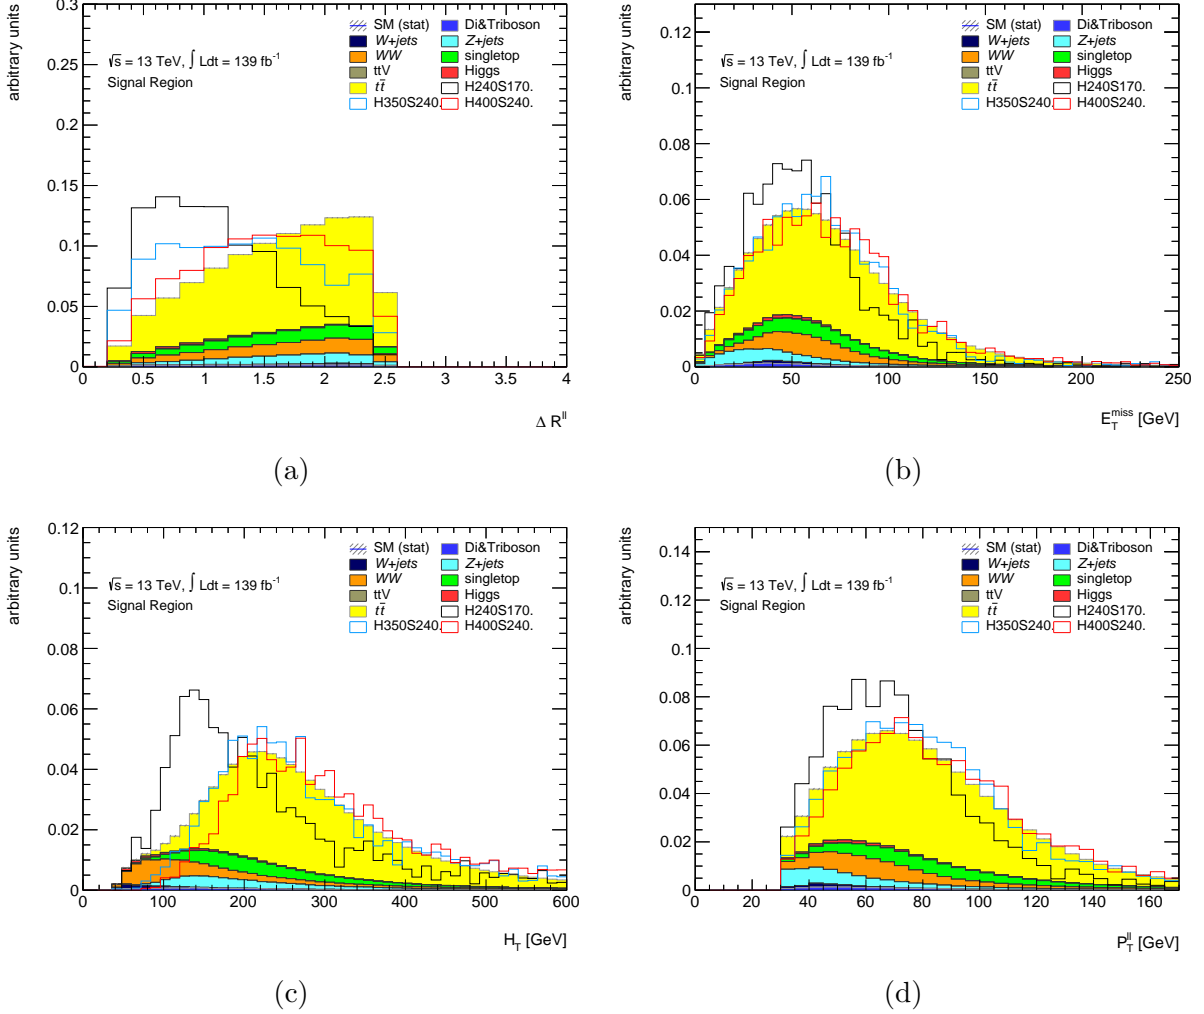 arbitrary units
0.3
0.25
0.2
0.15
0.1
0.05
0
√s = 13 TeV, ∫ Ldt = 139 fb⁻¹
Signal Region
SM (stat) Di&Triboson
W+jets Z+jets
WW singletop
ttV Higgs
tt̄ H240S170.
H350S240. H400S240.
0 0.5 1 1.5 2 2.5 3 3.5 4
Δ Rˡˡ
(a)
arbitrary units
0.12
0.1
0.08
0.06
0.04
0.02
0
√s = 13 TeV, ∫ Ldt = 139 fb⁻¹
Signal Region
SM (stat) Di&Triboson
W+jets Z+jets
WW singletop
ttV Higgs
tt̄ H240S170.
H350S240. H400S240.
0 50 100 150 200 250
E_T^miss [GeV]
(b)
arbitrary units
0.12
0.1
0.08
0.06
0.04
0.02
0
√s = 13 TeV, ∫ Ldt = 139 fb⁻¹
Signal Region
SM (stat) Di&Triboson
W+jets Z+jets
WW singletop
ttV Higgs
tt̄ H240S170.
H350S240. H400S240.
0 100 200 300 400 500 600
H_T [GeV]
(c)
arbitrary units
0.14
0.12
0.1
0.08
0.06
0.04
0.02
0
√s = 13 TeV, ∫ Ldt = 139 fb⁻¹
Signal Region
SM (stat) Di&Triboson
W+jets Z+jets
WW singletop
ttV Higgs
tt̄ H240S170.
H350S240. H400S240.
0 20 40 60 80 100 120 140 160
P_T^ll [GeV]
(d)